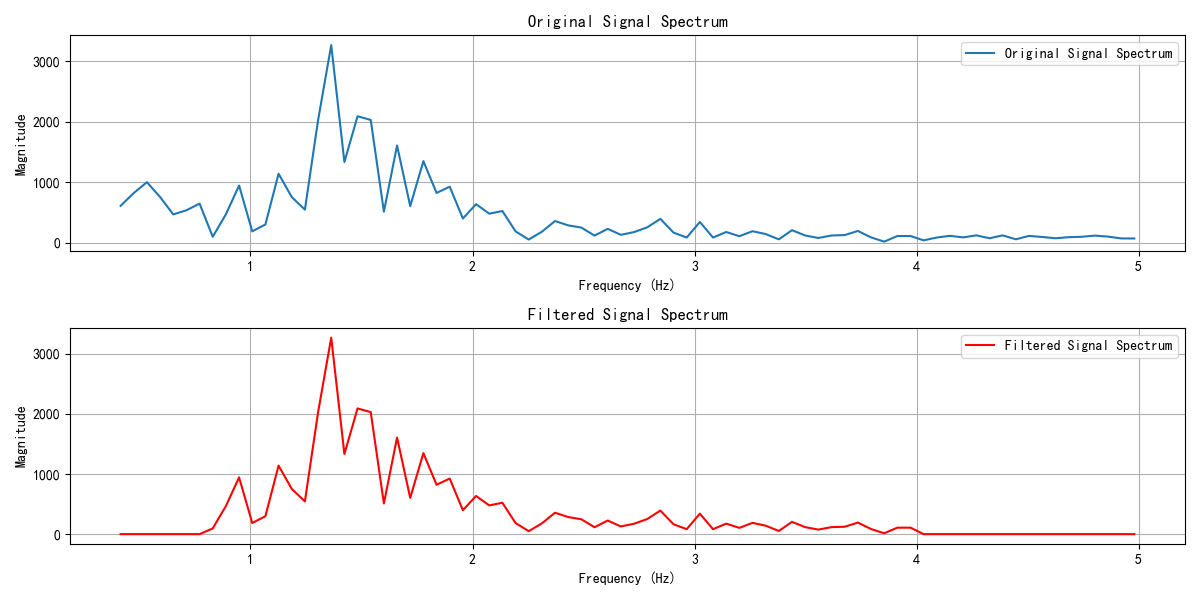 Original Signal Spectrum
Original Signal Spectrum
3000
2000
1000
0
Magnitude
1 2 3 4 5
Frequency (Hz)
Filtered Signal Spectrum
Filtered Signal Spectrum
3000
2000
1000
0
Magnitude
1 2 3 4 5
Frequency (Hz)